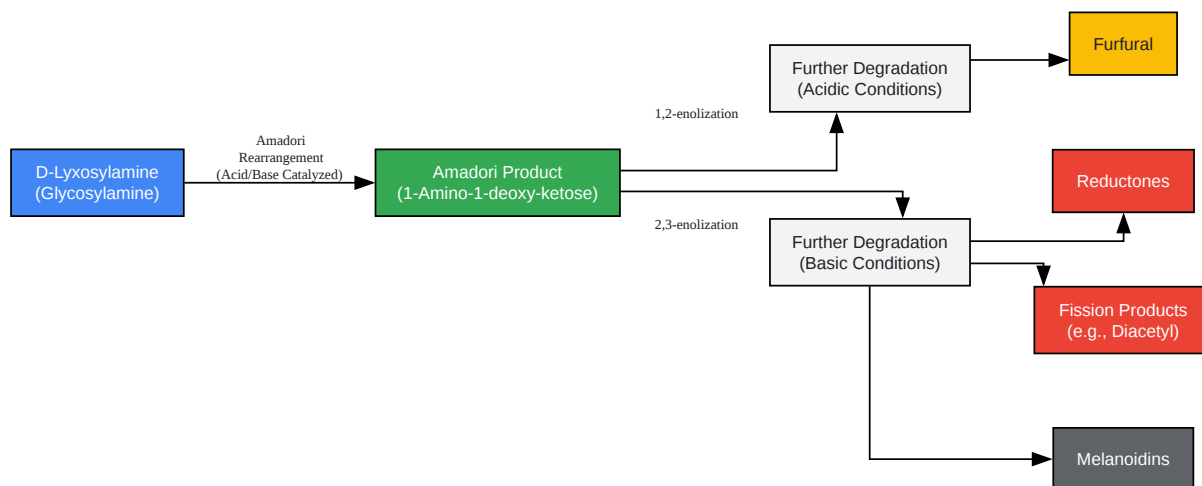 D-Lyxosylamine
(Glycosylamine)
Amadori
Rearrangement
(Acid/Base Catalyzed)
Amadori Product
(1-Amino-1-deoxy-ketose)
1,2-enolization
Further Degradation
(Acidic Conditions)
Furfural
2,3-enolization
Further Degradation
(Basic Conditions)
Reductones
Fission Products
(e.g., Diacetyl)
Melanoidins